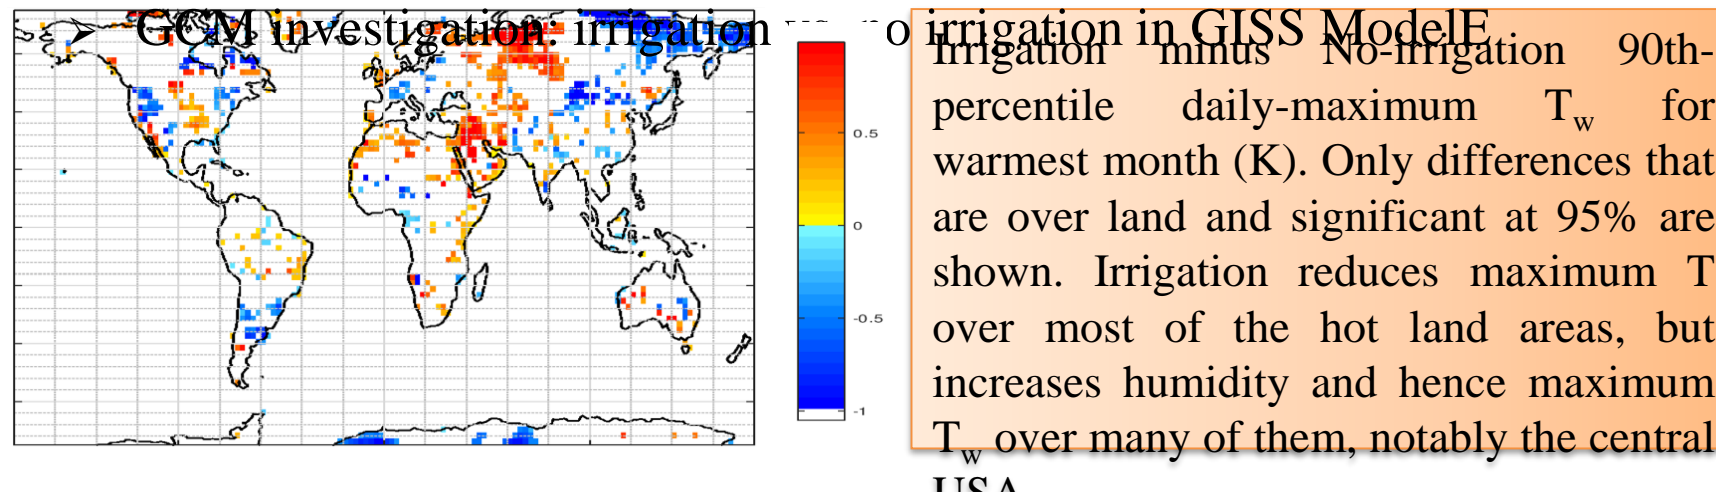 ➢ GCM investigation: irrigation vs. no irrigation in GISS ModelE
0.5
0
-0.5
-1
Irrigation minus No-irrigation 90th-
percentile daily-maximum Tw for
warmest month (K). Only differences that
are over land and significant at 95% are
shown. Irrigation reduces maximum T
over most of the hot land areas, but
increases humidity and hence maximum
Tw over many of them, notably the central
USA